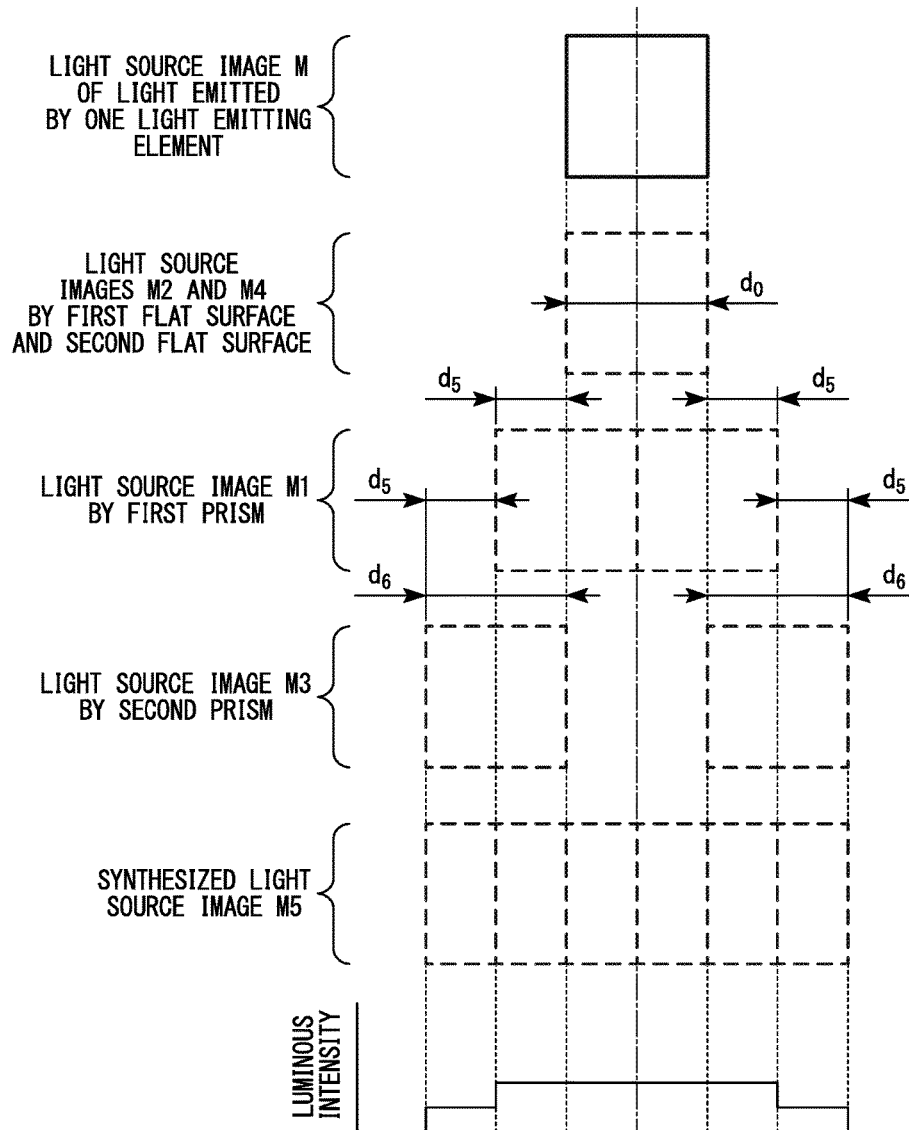 LIGHT SOURCE IMAGE M
OF LIGHT EMITTED
BY ONE LIGHT EMITTING
ELEMENT
LIGHT SOURCE
IMAGES M2 AND M4
BY FIRST FLAT SURFACE
AND SECOND FLAT SURFACE
d0
d5
d5
LIGHT SOURCE IMAGE M1
BY FIRST PRISM
d5
d5
d6
d6
LIGHT SOURCE IMAGE M3
BY SECOND PRISM
SYNTHESIZED LIGHT
SOURCE IMAGE M5
LUMINOUS
INTENSITY